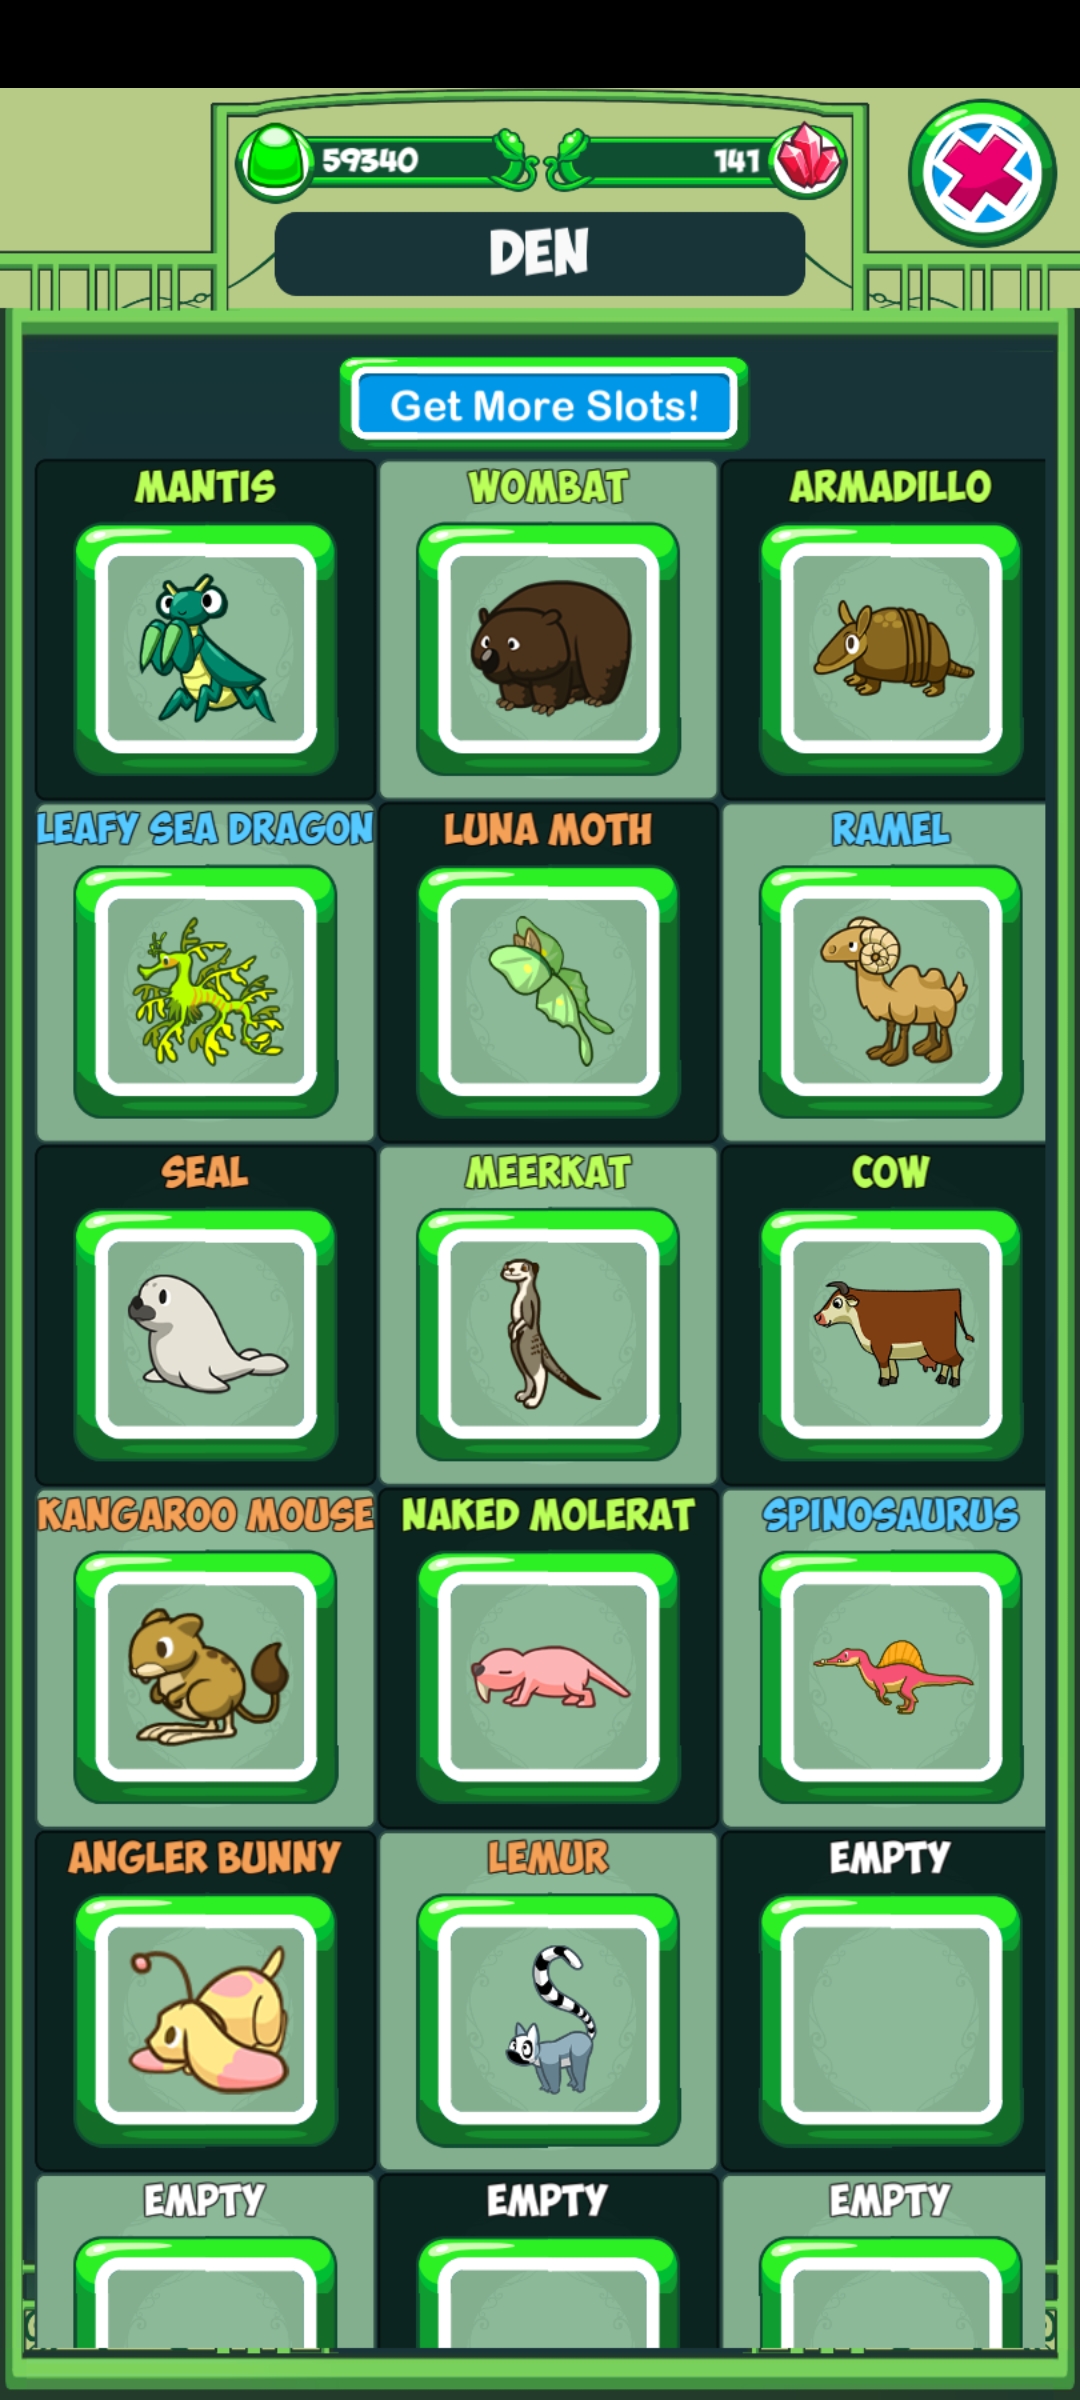 59340 141
DEN
Get More Slots!
MANTIS WOMBAT ARMADILLO
LEAFY SEA DRAGON LUNA MOTH RAMEL
SEAL MEERKAT COW
KANGAROO MOUSE NAKED MOLERAT SPINOSAURUS
ANGLER BUNNY LEMUR EMPTY
EMPTY EMPTY EMPTY